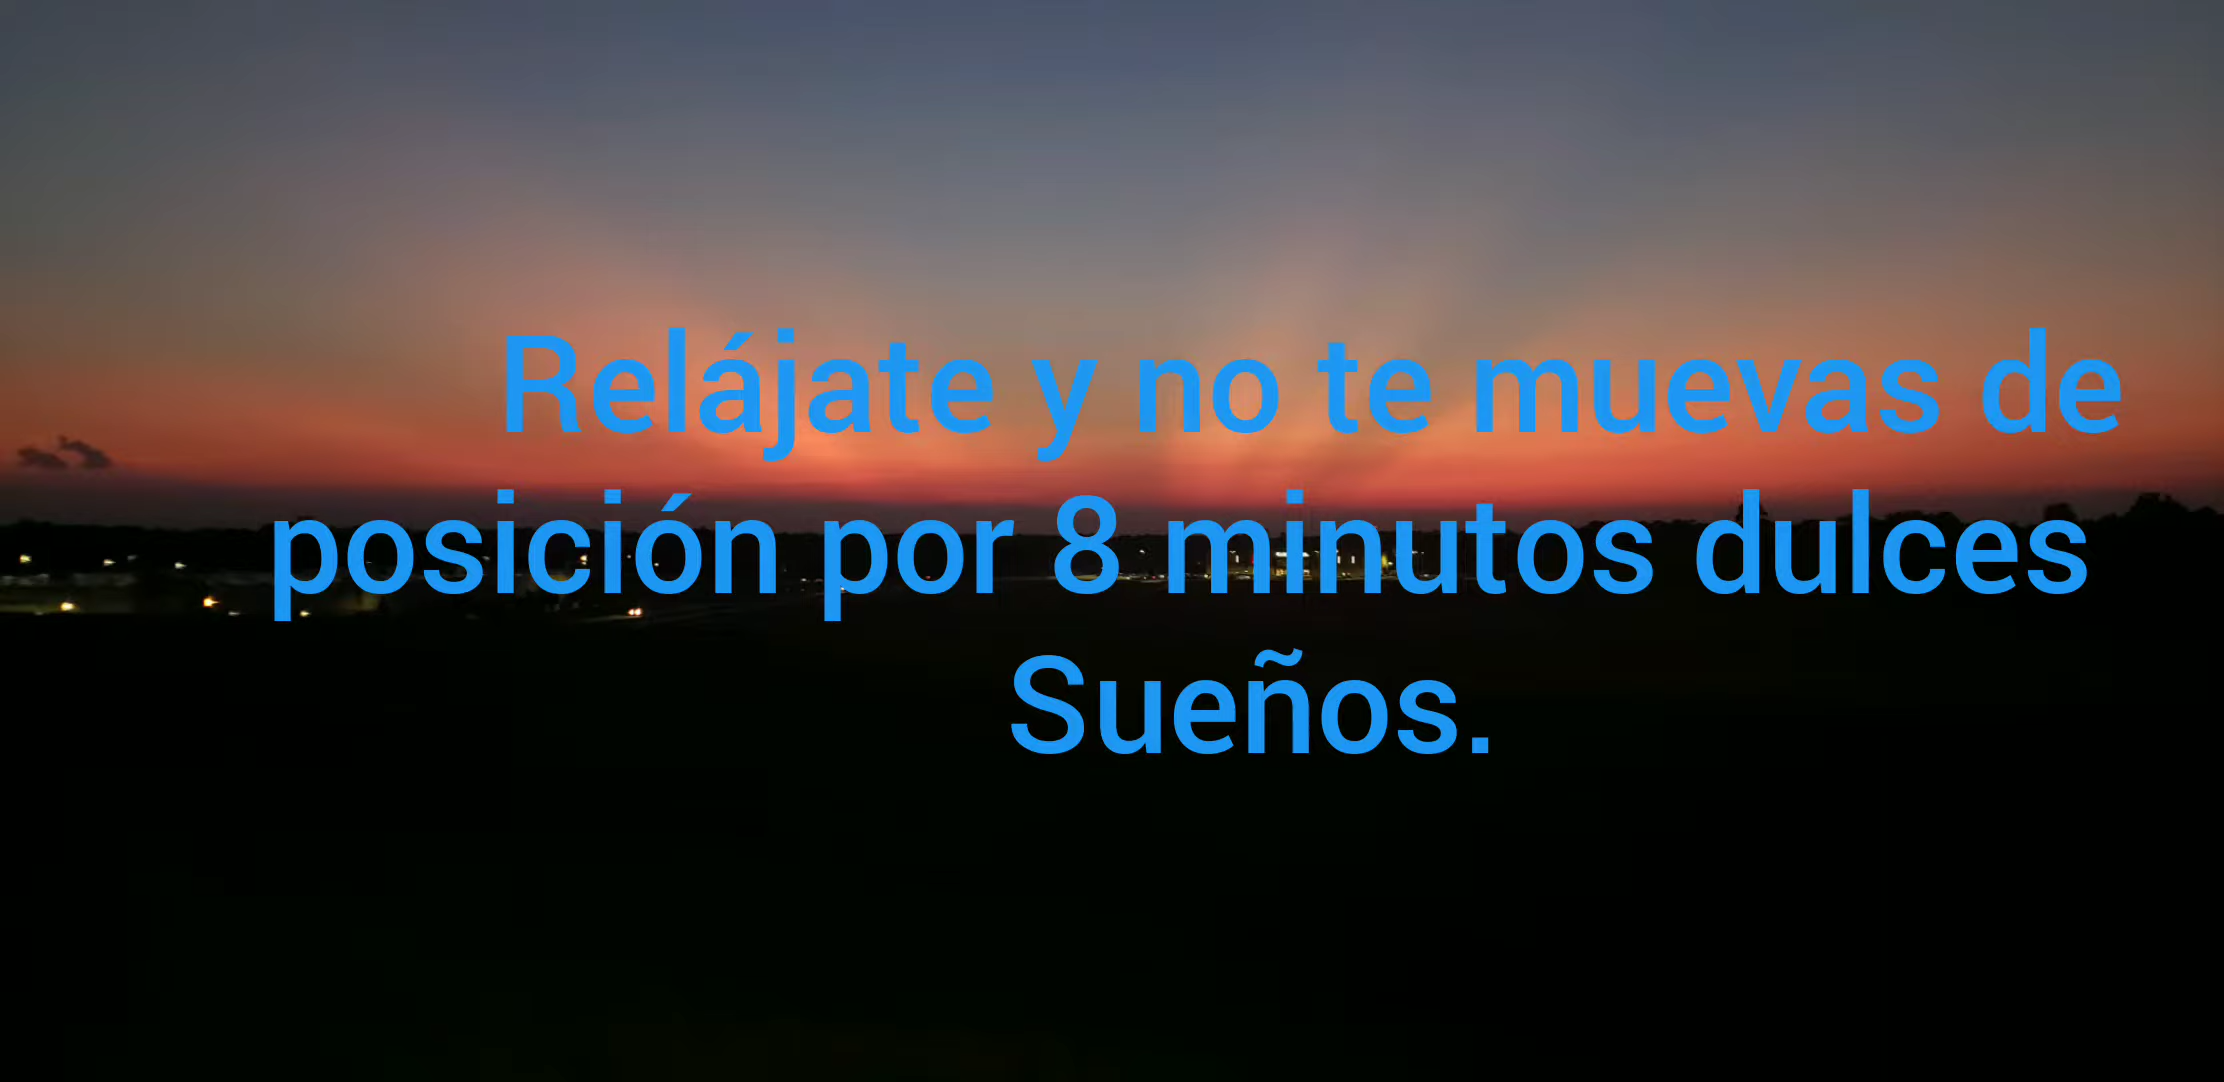 Relájate y no te muevas de
posición por 8 minutos dulces
Sueños.